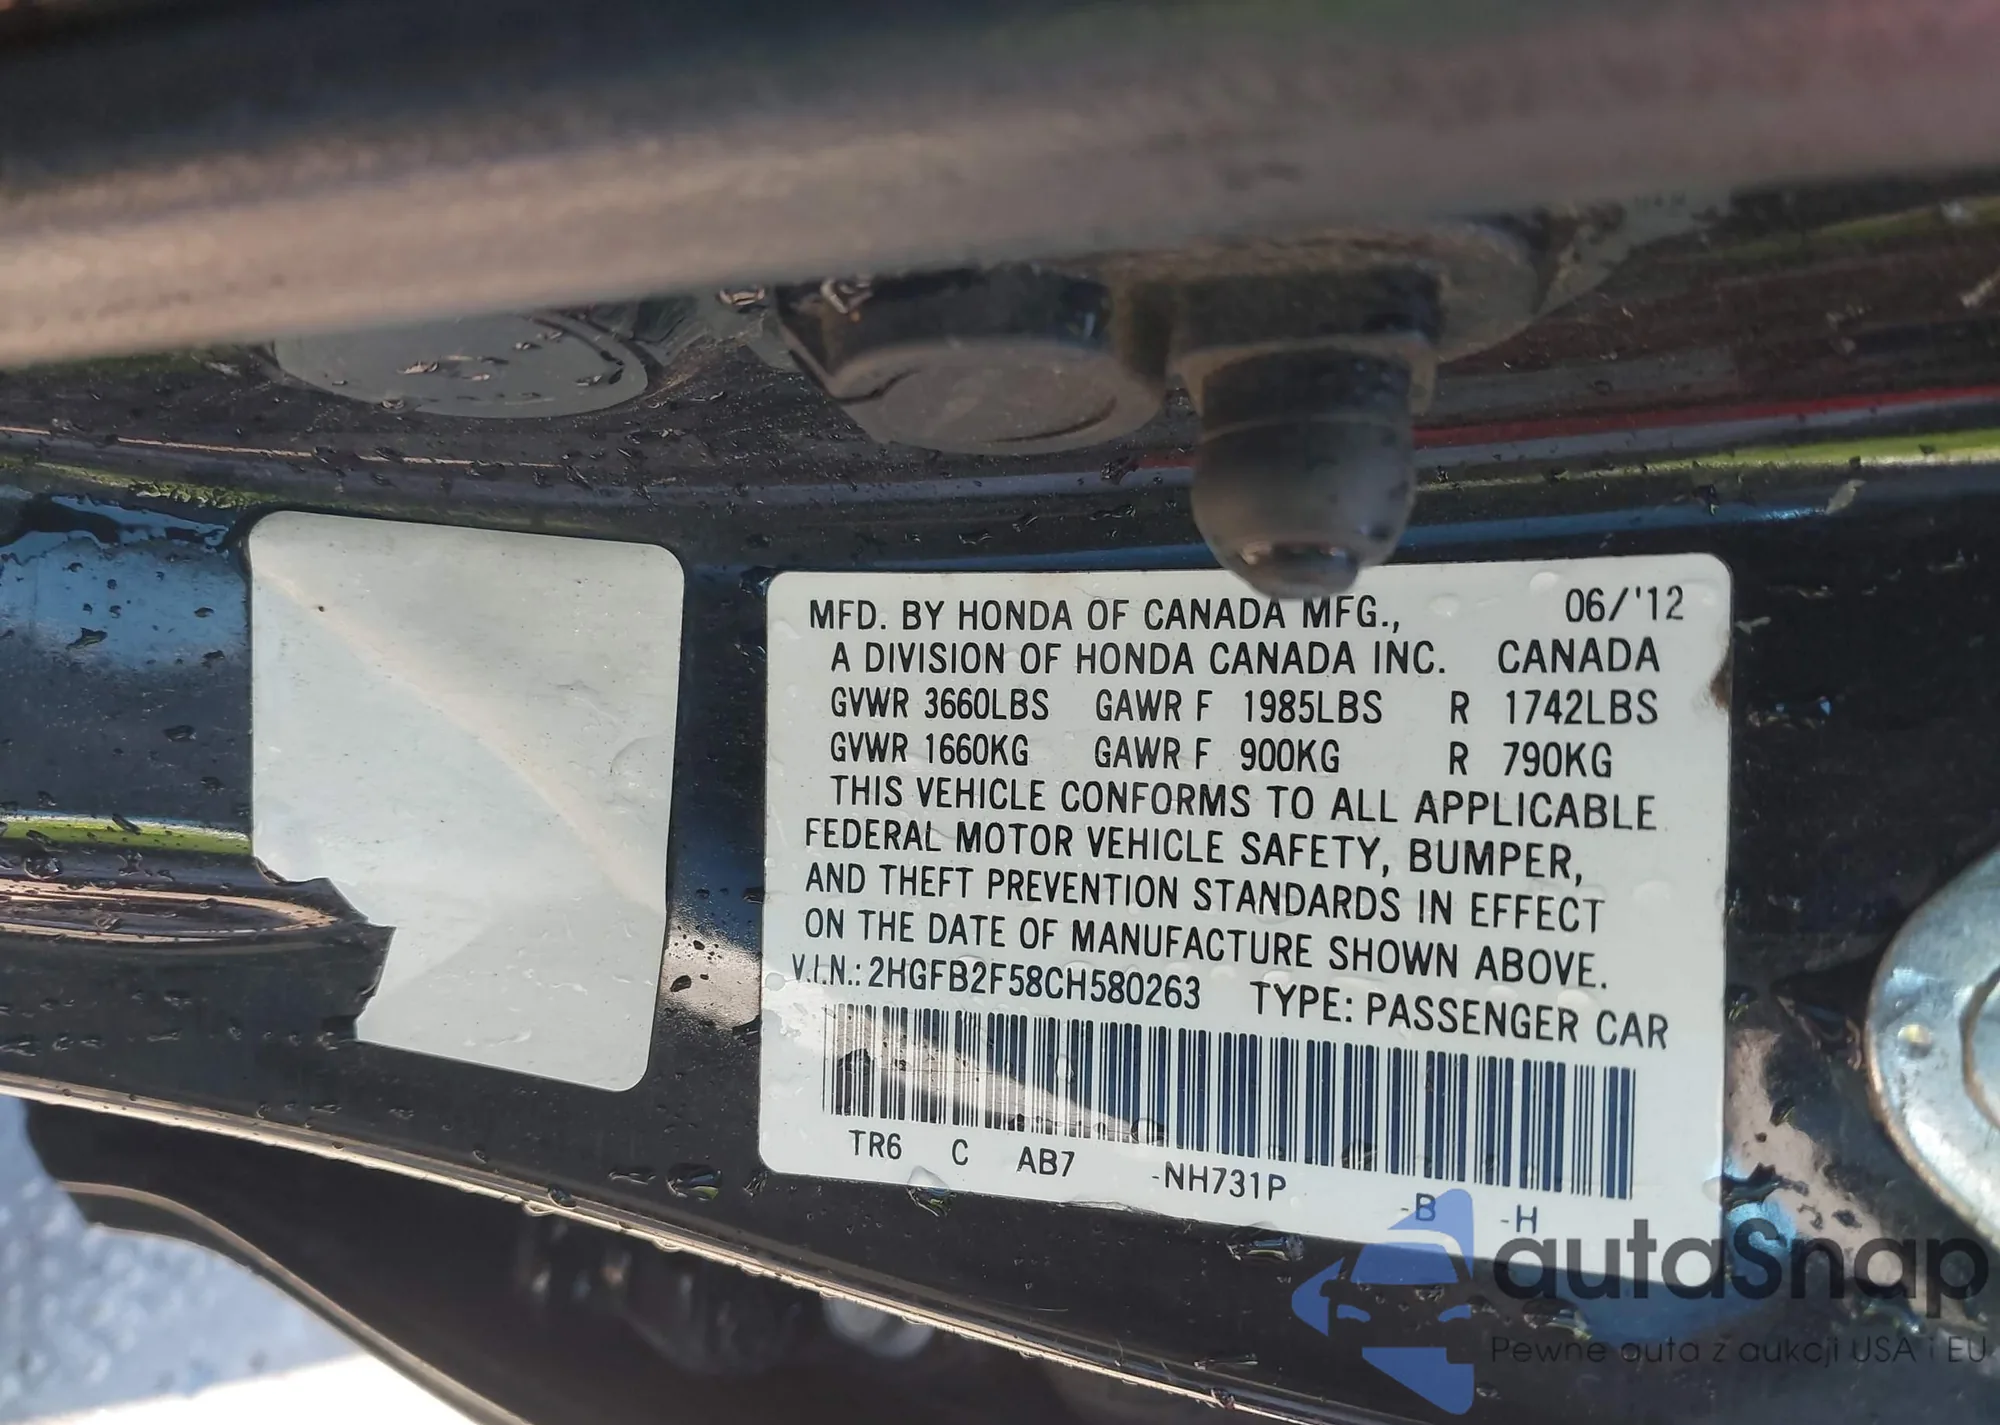 MFD. BY HONDA OF CANADA MFG., 06/'12
A DIVISION OF HONDA CANADA INC. CANADA
GVWR 3660LBS GAWR F 1985LBS R 1742LBS
GVWR 1660KG GAWR F 900KG R 790KG
THIS VEHICLE CONFORMS TO ALL APPLICABLE
FEDERAL MOTOR VEHICLE SAFETY, BUMPER,
AND THEFT PREVENTION STANDARDS IN EFFECT
ON THE DATE OF MANUFACTURE SHOWN ABOVE.
V.I.N.: 2HGFB2F58CH580263 TYPE: PASSENGER CAR
TR6 C AB7 -NH731P -B -H
autaSnap
Pewne auta z aukcji USA i EU